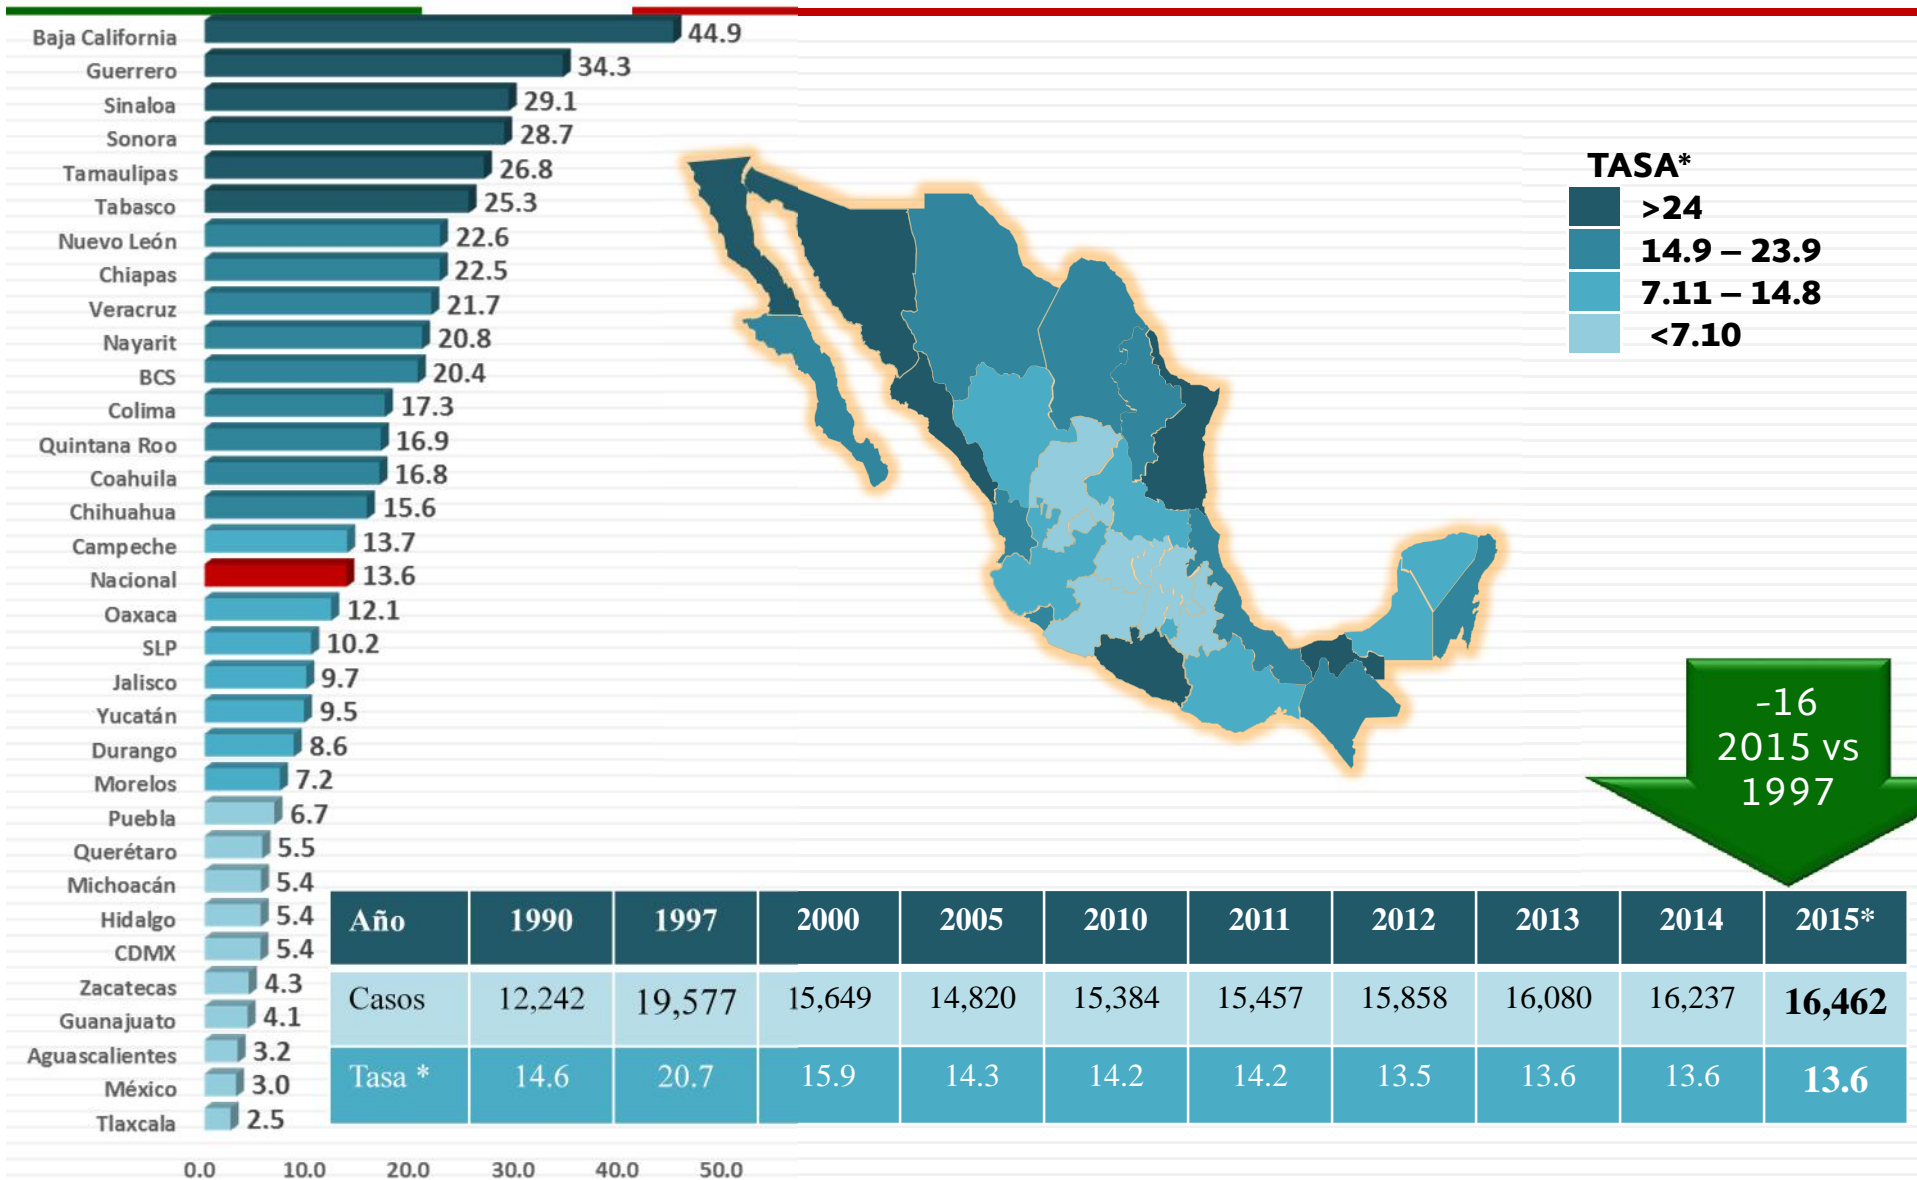 Baja California 44.9
Guerrero 34.3
Sinaloa 29.1
Sonora 28.7
Tamaulipas 26.8
Tabasco 25.3
Nuevo León 22.6
Chiapas 22.5
Veracruz 21.7
Nayarit 20.8
BCS 20.4
Colima 17.3
Quintana Roo 16.9
Coahuila 16.8
Chihuahua 15.6
Campeche 13.7
Nacional 13.6
Oaxaca 12.1
SLP 10.2
Jalisco 9.7
Yucatán 9.5
Durango 8.6
Morelos 7.2
Puebla 6.7
Querétaro 5.5
Michoacán 5.4
Hidalgo 5.4
CDMX 5.4
Zacatecas 4.3
Guanajuato 4.1
Aguascalientes 3.2
México 3.0
Tlaxcala 2.5
0.0 10.0 20.0 30.0 40.0 50.0
TASA*
>24
14.9 – 23.9
7.11 – 14.8
<7.10
-16
2015 vs
1997
Año 1990 1997 2000 2005 2010 2011 2012 2013 2014 2015*
Casos 12,242 19,577 15,649 14,820 15,384 15,457 15,858 16,080 16,237 16,462
Tasa * 14.6 20.7 15.9 14.3 14.2 14.2 13.5 13.6 13.6 13.6